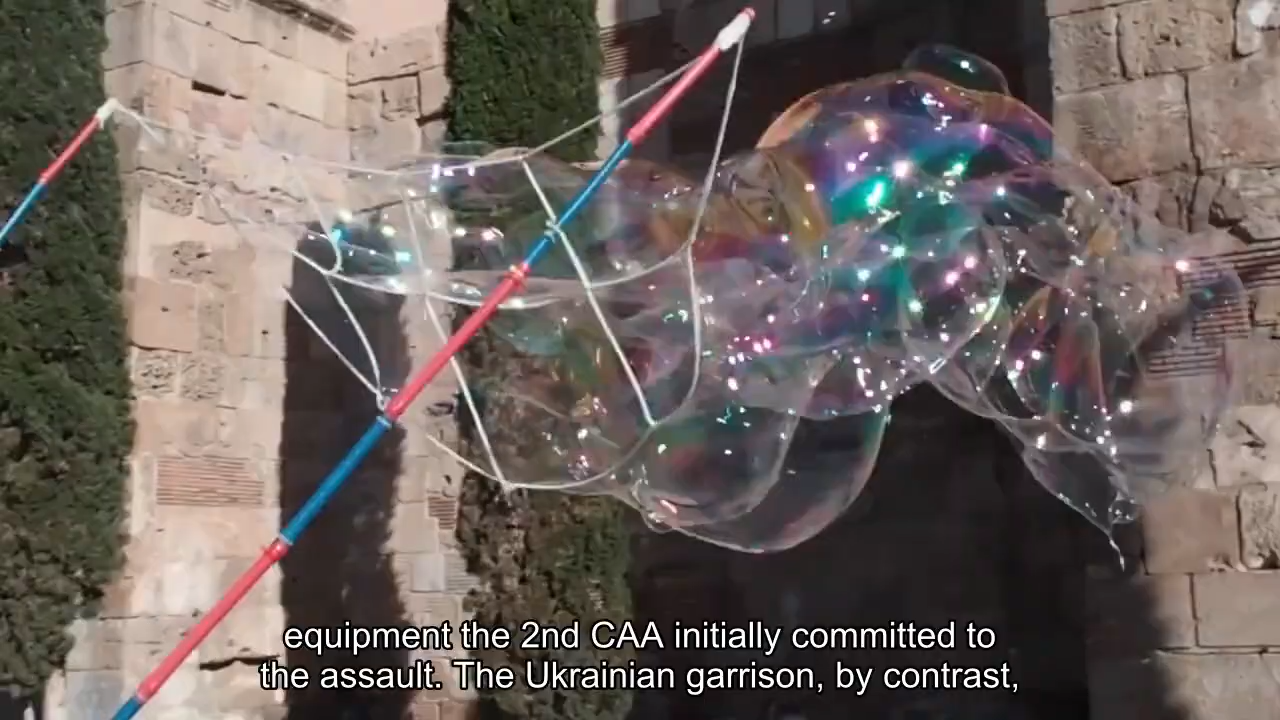 equipment the 2nd CAA initially committed to
the assault. The Ukrainian garrison, by contrast,